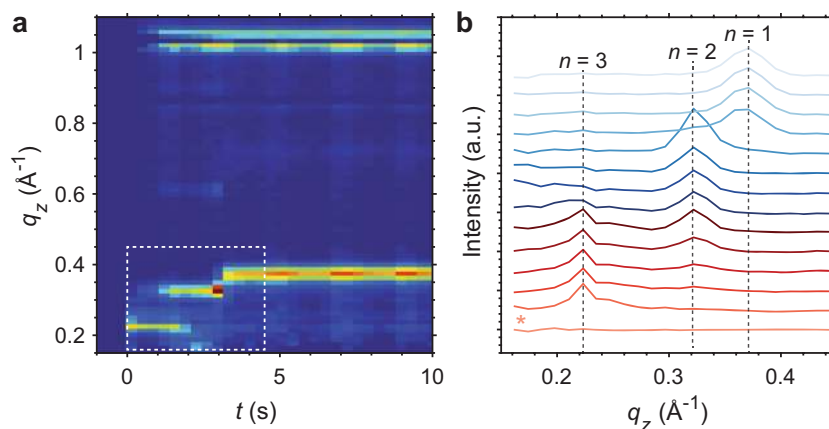 a
1
0.8
0.6
0.4
0.2
q_z (Å⁻¹)
0
5
10
t (s)
b
n = 3
n = 2
n = 1
Intensity (a.u.)
*
0.2
0.3
0.4
q_z (Å⁻¹)